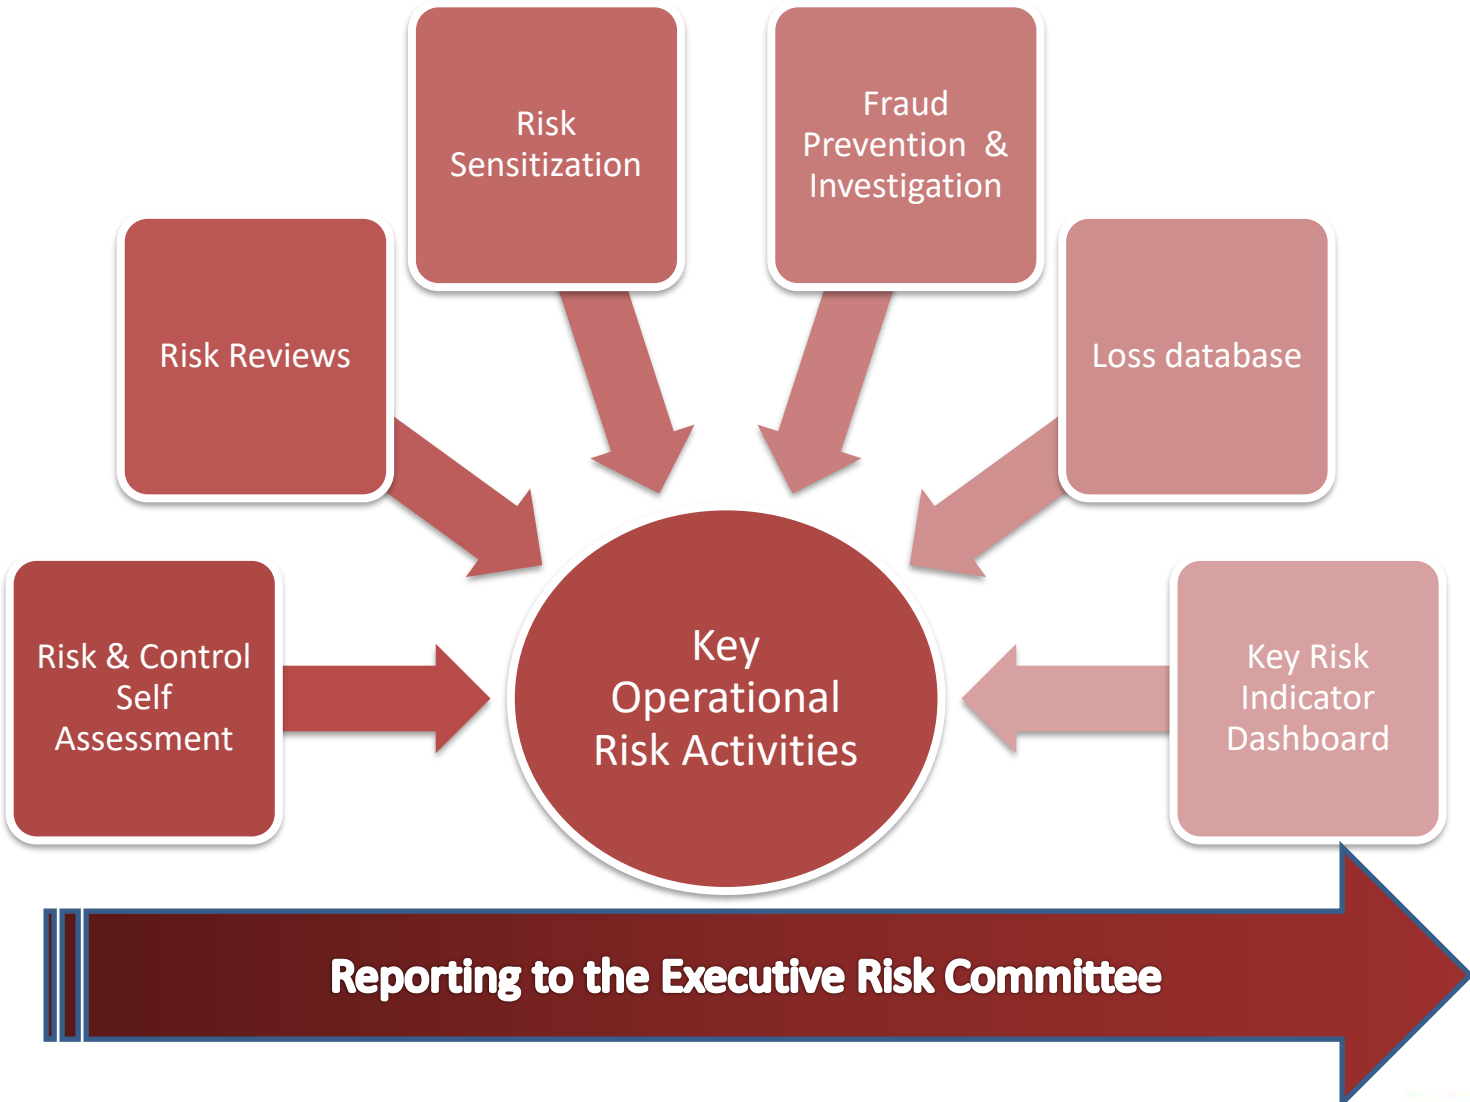 Risk
Sensitization
Fraud
Prevention  &
Investigation
Risk Reviews
Loss database
Risk & Control
Self
Assessment
Key
Operational
Risk Activities
Key Risk
Indicator
Dashboard
Reporting to the Executive Risk Committee